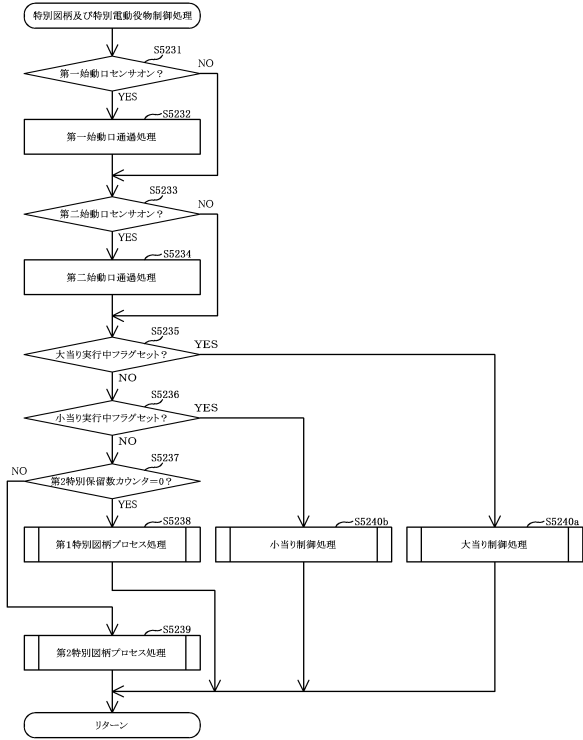 特別図柄及び特別電動役物制御処理
S5231
第一始動口センサオン？
NO
YES
S5232
第一始動口通過処理
S5233
第二始動口センサオン？
NO
YES
S5234
第二始動口通過処理
S5235
大当り実行中フラグセット？
YES
NO
S5236
小当り実行中フラグセット？
YES
NO
S5237
NO
第2特別保留数カウンタ=0？
YES
S5238
第1特別図柄プロセス処理
S5240b
小当り制御処理
S5240a
大当り制御処理
S5239
第2特別図柄プロセス処理
リターン